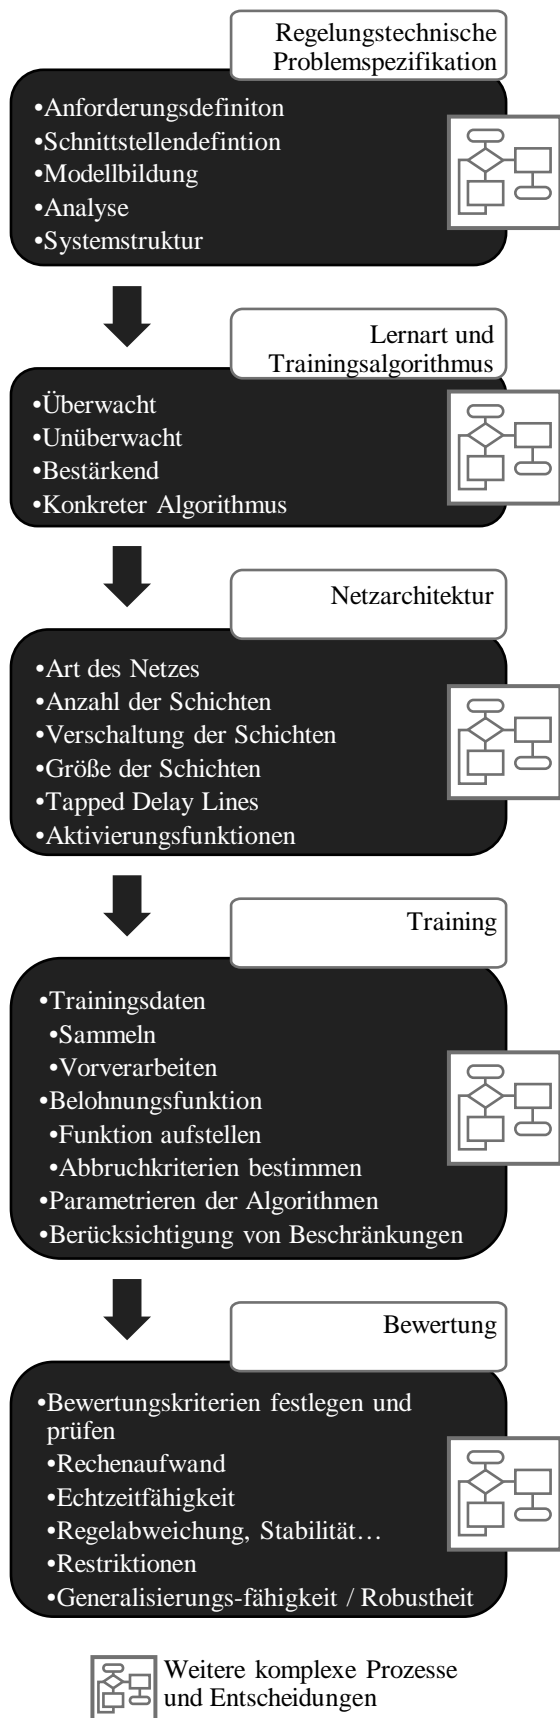 Regelungstechnische
Problemspezifikation
•Anforderungsdefiniton
•Schnittstellendefintion
•Modellbildung
•Analyse
•Systemstruktur
Lernart und
Trainingsalgorithmus
•Überwacht
•Unüberwacht
•Bestärkend
•Konkreter Algorithmus
Netzarchitektur
•Art des Netzes
•Anzahl der Schichten
•Verschaltung der Schichten
•Größe der Schichten
•Tapped Delay Lines
•Aktivierungsfunktionen
Training
•Trainingsdaten
•Sammeln
•Vorverarbeiten
•Belohnungsfunktion
•Funktion aufstellen
•Abbruchkriterien bestimmen
•Parametrieren der Algorithmen
•Berücksichtigung von Beschränkungen
Bewertung
•Bewertungskriterien festlegen und
prüfen
•Rechenaufwand
•Echtzeitfähigkeit
•Regelabweichung, Stabilität…
•Restriktionen
•Generalisierungs-fähigkeit / Robustheit
Weitere komplexe Prozesse
und Entscheidungen